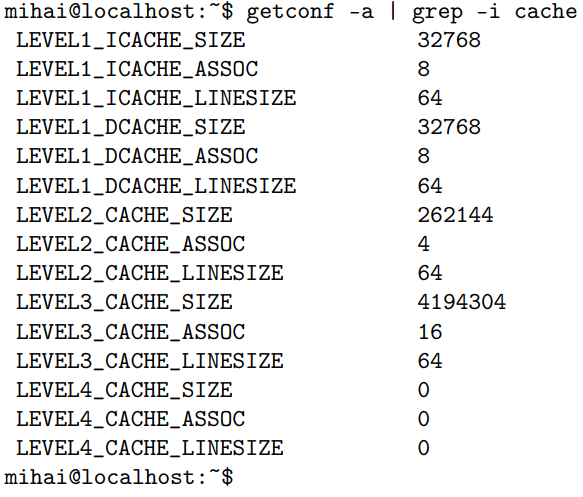 mihai@localhost:~$ getconf -a | grep -i cache
LEVEL1_ICACHE_SIZE 32768
LEVEL1_ICACHE_ASSOC 8
LEVEL1_ICACHE_LINESIZE 64
LEVEL1_DCACHE_SIZE 32768
LEVEL1_DCACHE_ASSOC 8
LEVEL1_DCACHE_LINESIZE 64
LEVEL2_CACHE_SIZE 262144
LEVEL2_CACHE_ASSOC 4
LEVEL2_CACHE_LINESIZE 64
LEVEL3_CACHE_SIZE 4194304
LEVEL3_CACHE_ASSOC 16
LEVEL3_CACHE_LINESIZE 64
LEVEL4_CACHE_SIZE 0
LEVEL4_CACHE_ASSOC 0
LEVEL4_CACHE_LINESIZE 0
mihai@localhost:~$